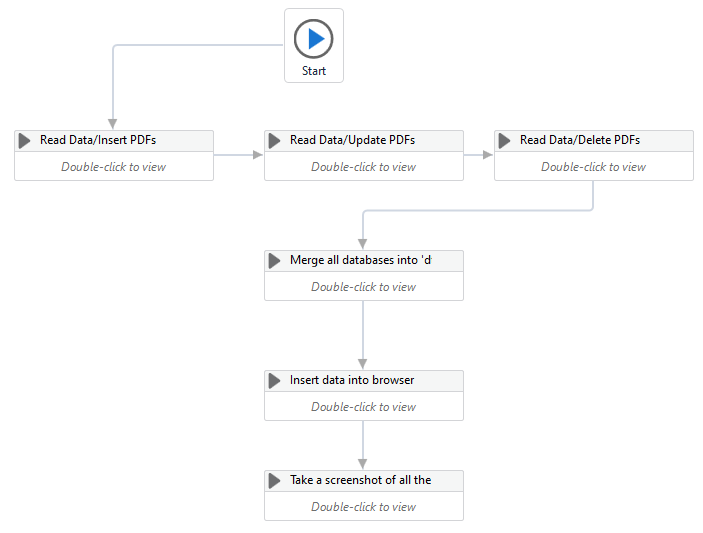 Start
Read Data/Insert PDFs
Double-click to view
Read Data/Update PDFs
Double-click to view
Read Data/Delete PDFs
Double-click to view
Merge all databases into 'd
Double-click to view
Insert data into browser
Double-click to view
Take a screenshot of all the
Double-click to view